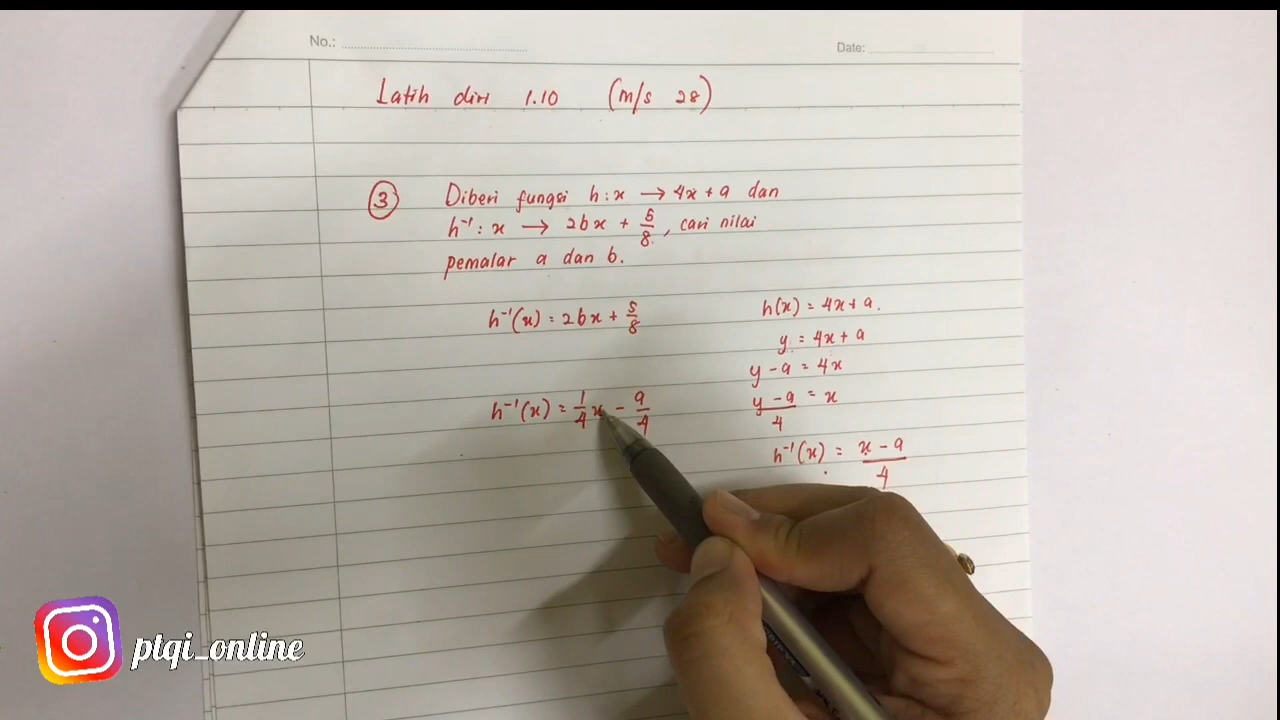 No.:
Date:
Latih diri 1.10 (m/s 28)
③ Diberi fungsi h : x → 4x + a dan
h⁻¹ : x → 2bx + 5/8, cari nilai
pemalar a dan b.
h⁻¹(x) = 2bx + 5/8
h⁻¹(x) = 1/4 x - a/4
h(x) = 4x + a.
y = 4x + a
y - a = 4x
(y - a)/4 = x
h⁻¹(x) = (x - a)/4
ptqi_online